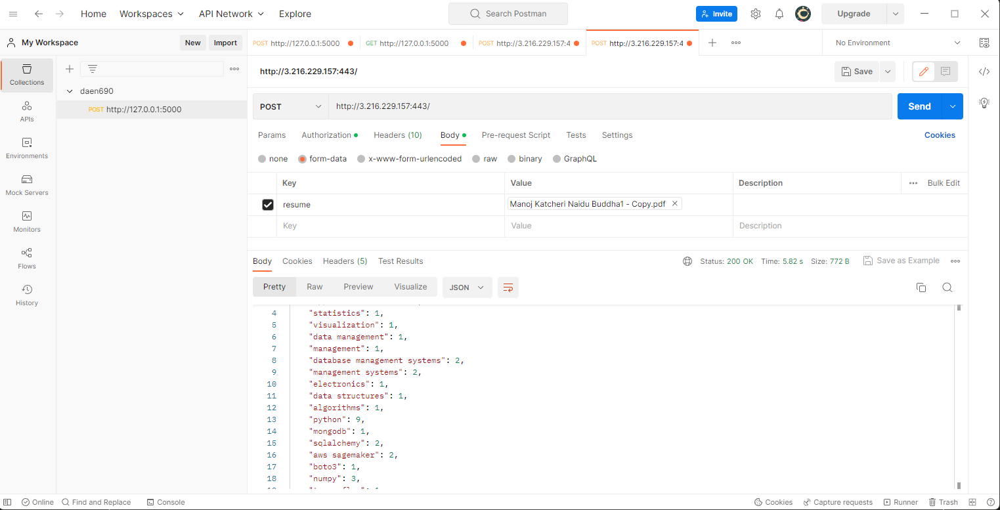 Home Workspaces API Network Explore Search Postman Invite Upgrade
My Workspace New Import POST http://127.0.0.1:5000 GET http://127.0.0.1:5000 POST http://3.216.229.157:4 POST http://3.216.229.157:4 No Environment
Collections
APIs
Environments
Mock Servers
Monitors
Flows
History
daen690
POST http://127.0.0.1:5000
http://3.216.229.157:443/ Save
POST http://3.216.229.157:443/ Send
Params Authorization Headers (10) Body Pre-request Script Tests Settings Cookies
none form-data x-www-form-urlencoded raw binary GraphQL
Key Value Description Bulk Edit
resume Manoj Katcheri Naidu Buddha1 - Copy.pdf
Key Value Description
Body Cookies Headers (5) Test Results Status: 200 OK Time: 5.82 s Size: 772 B Save as Example
Pretty Raw Preview Visualize JSON
4 "statistics": 1,
5 "visualization": 1,
6 "data management": 1,
7 "management": 1,
8 "database management systems": 2,
9 "management systems": 2,
10 "electronics": 1,
11 "data structures": 1,
12 "algorithms": 1,
13 "python": 9,
14 "mongodb": 1,
15 "sqlalchemy": 2,
16 "aws sagemaker": 2,
17 "boto3": 1,
18 "numpy": 3,
Online Find and Replace Console Cookies Capture requests Runner Trash